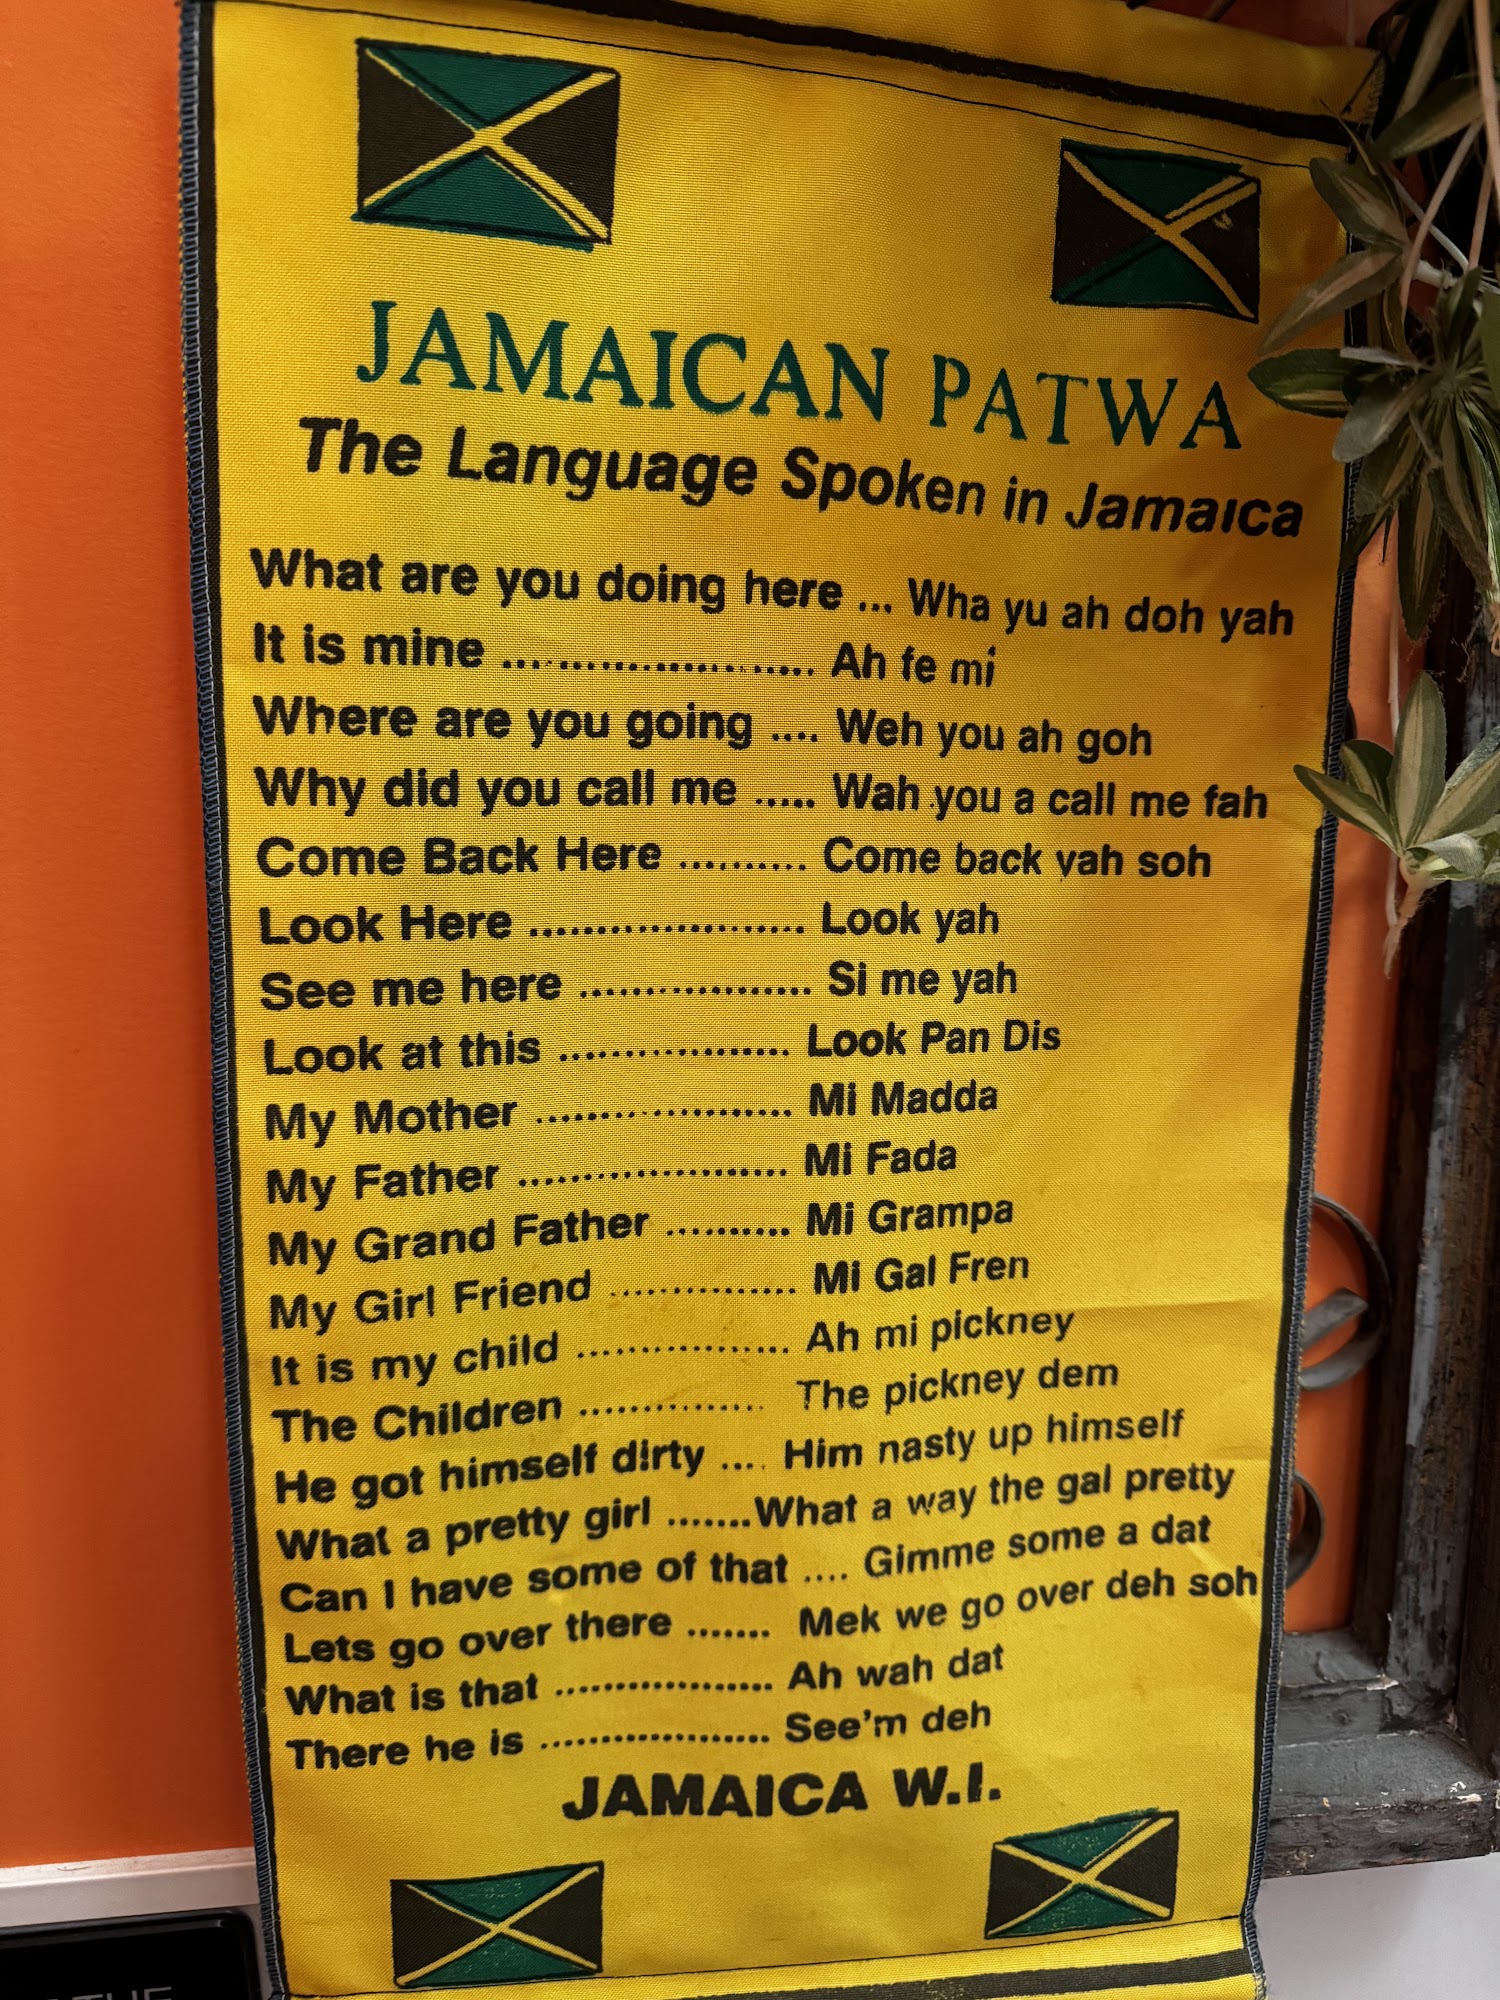 JAMAICAN PATWA
The Language Spoken in Jamaica
What are you doing here ... Wha yu ah doh yah
It is mine ........................ Ah fe mi
Where are you going .... Weh you ah goh
Why did you call me ...... Wah you a call me fah
Come Back Here .......... Come back yah soh
Look Here ..................... Look yah
See me here .................. Si me yah
Look at this .................. Look Pan Dis
My Mother .................... Mi Madda
My Father ..................... Mi Fada
My Grand Father .......... Mi Grampa
My Girl Friend ............... Mi Gal Fren
It is my child ................. Ah mi pickney
The Children ............... The pickney dem
He got himself dirty .... Him nasty up himself
What a pretty girl .......What a way the gal pretty
Can I have some of that .... Gimme some a dat
Lets go over there ....... Mek we go over deh soh
What is that .................. Ah wah dat
There he is ................... See'm deh
JAMAICA W.I.
THE